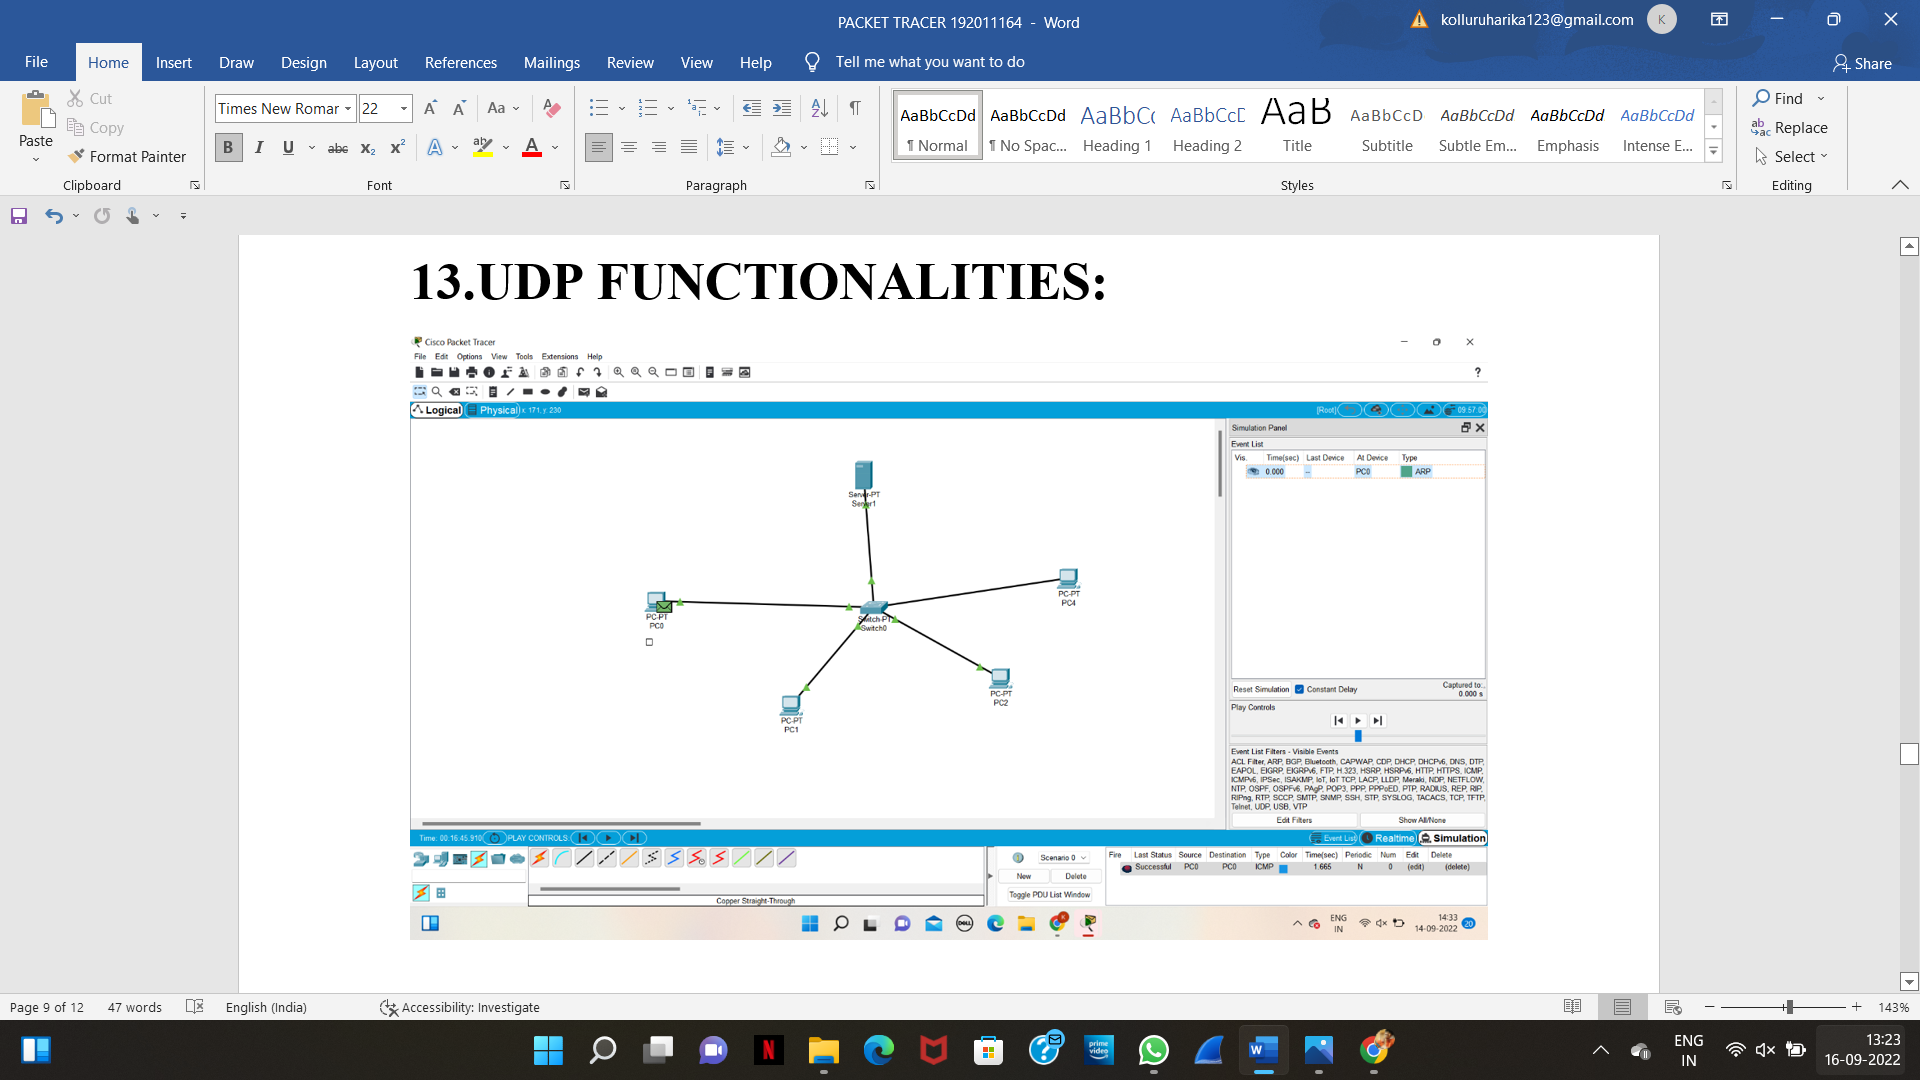 PACKET TRACER 192011164 - Word
kolluruharika123@gmail.com
K
File Home Insert Draw Design Layout References Mailings Review View Help Tell me what you want to do
Share
Paste
Cut
Copy
Format Painter
Clipboard
Times New Romar 22
Font
Paragraph
AaBbCcDd AaBbCcDd AaBbC( AaBbCcE AaB AaBbCcD AaBbCcDd AaBbCcDd AaBbCcDd
¶ Normal ¶ No Spac... Heading 1 Heading 2 Title Subtitle Subtle Em... Emphasis Intense E...
Styles
Find
Replace
Select
Editing
13.UDP FUNCTIONALITIES:
Cisco Packet Tracer
File Edit Options View Tools Extensions Help
Logical Physical x: 171, y: 230
[Root] 09:57:00
Server-PT
Server1
PC-PT
PC4
PC-PT
PC0
Switch-PT
Switch0
PC-PT
PC2
PC-PT
PC1
Simulation Panel
Event List
Vis. Time(sec) Last Device At Device Type
0.000 -- PC0 ARP
Reset Simulation Constant Delay
Captured to:
0.000 s
Play Controls
Event List Filters - Visible Events
ACL Filter, ARP, BGP, Bluetooth, CAPWAP, CDP, DHCP, DHCPv6, DNS, DTP,
EAPOL, EIGRP, EIGRPv6, FTP, H.323, HSRP, HSRPv6, HTTP, HTTPS, ICMP,
ICMPv6, IPSec, ISAKMP, IoT, IoT TCP, LACP, LLDP, Meraki, NDP, NETFLOW,
NTP, OSPF, OSPFv6, PAgP, POP3, PPP, PPPoED, PTP, RADIUS, REP, RIP,
RIPng, RTP, SCCP, SMTP, SNMP, SSH, STP, SYSLOG, TACACS, TCP, TFTP,
Telnet, UDP, USB, VTP
Edit Filters Show All/None
Time: 00:16:45.910 PLAY CONTROLS:
Event List Realtime Simulation
Copper Straight-Through
Scenario 0
New Delete
Toggle PDU List Window
Fire Last Status Source Destination Type Color Time(sec) Periodic Num Edit Delete
Successful PC0 PC0 ICMP 1.665 N 0 (edit) (delete)
ENG
IN
14:33
14-09-2022
20
Page 9 of 12 47 words English (India) Accessibility: Investigate
143%
ENG
IN
13:23
16-09-2022